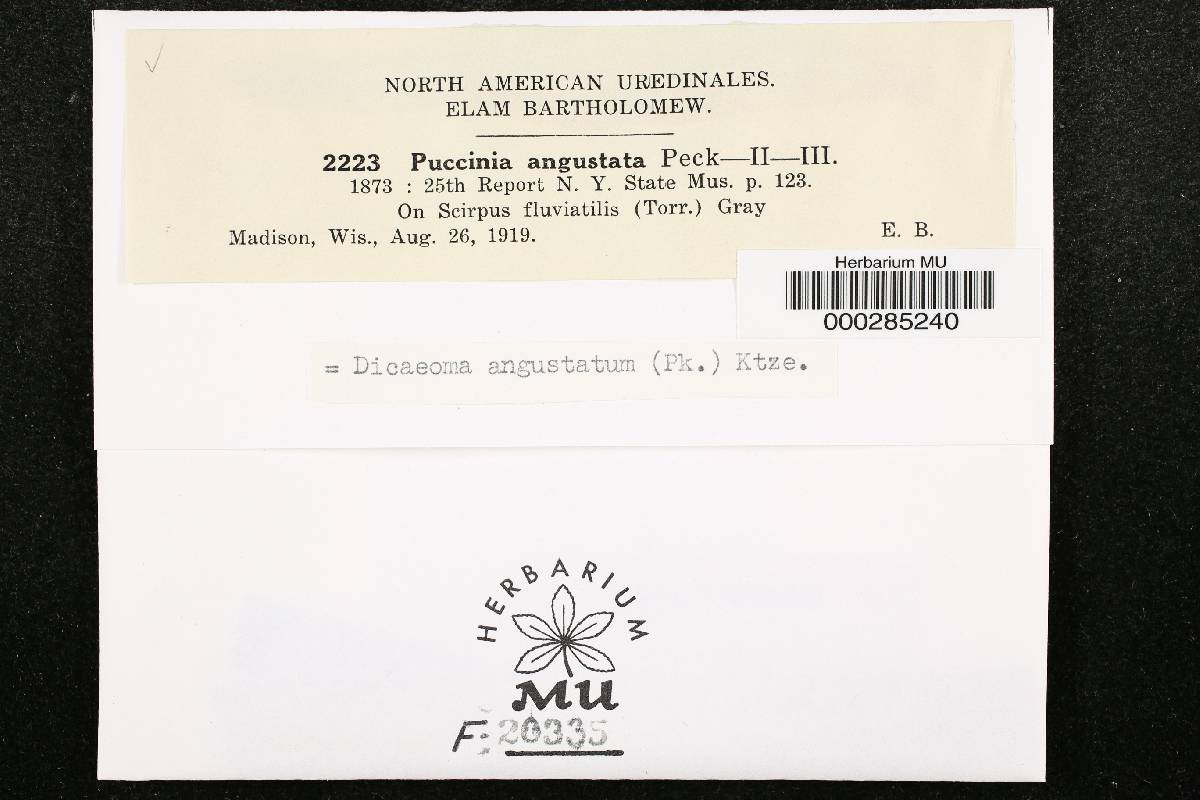 NORTH AMERICAN UREDINALES.
ELAM BARTHOLOMEW.
2223 Puccinia angustata Peck—II—III.
1873 : 25th Report N. Y. State Mus. p. 123.
On Scirpus fluviatilis (Torr.) Gray
Madison, Wis., Aug. 26, 1919. E. B.
Herbarium MU
000285240
= Dicaeoma angustatum (Pk.) Ktze.
HERBARIUM
MU
F: 20335